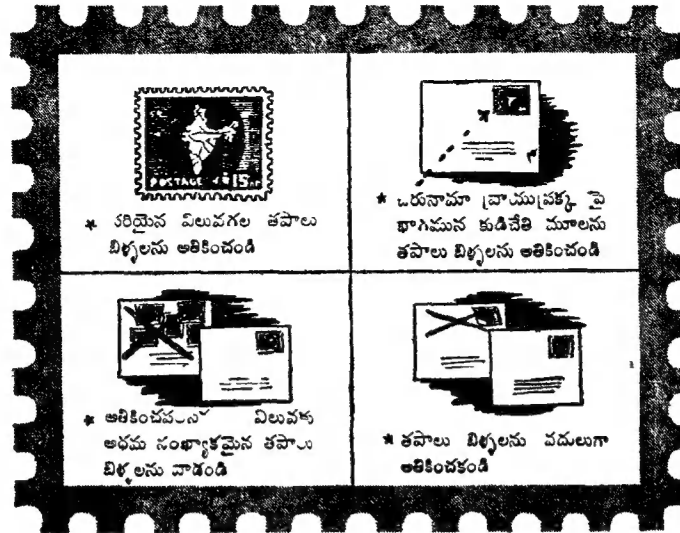 POSTAGE
15
* సరియైన విలువగల తపాలు
బిళ్ళలను అతికించండి
* చిరునామా వ్రాయుప్రక్క పై
భాగమున కుడిచేతి మూలను
తపాలు బిళ్ళలను అతికించండి
* విలువకు
అధమ సంఖ్యాకమైన తపాలు
బిళ్ళలను వాడండి
* తపాలు బిళ్ళలను వదులుగా
అతికించకండి